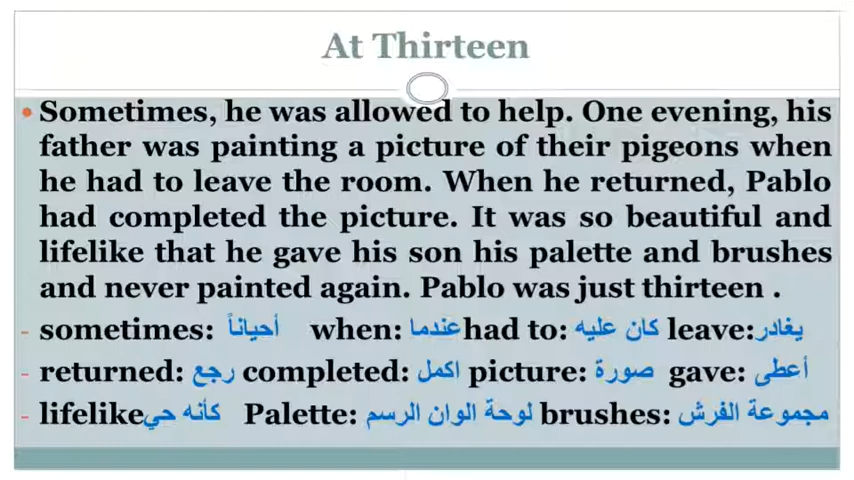 At Thirteen
• Sometimes, he was allowed to help. One evening, his
father was painting a picture of their pigeons when
he had to leave the room. When he returned, Pablo
had completed the picture. It was so beautiful and
lifelike that he gave his son his palette and brushes
and never painted again. Pablo was just thirteen .
- sometimes: أحياناً when: عندما had to: كان عليه leave: يغادر
- returned: رجع completed: اكمل picture: صورة gave: أعطى
- lifelike كأنه حي Palette: لوحة الوان الرسم brushes: مجموعة الفرش